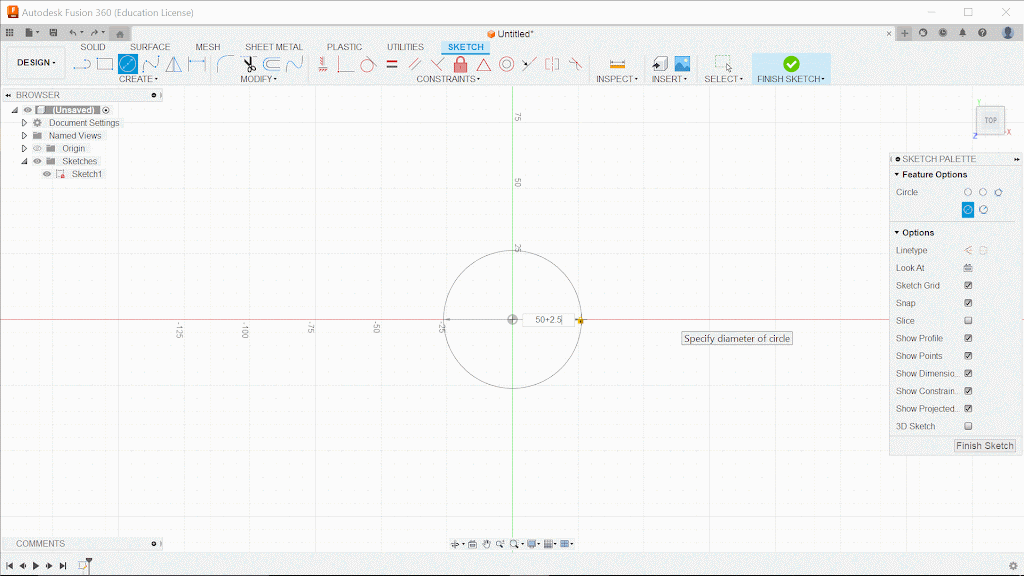 Autodesk Fusion 360 (Education License)
Untitled*
DESIGN
SOLID SURFACE MESH SHEET METAL PLASTIC UTILITIES SKETCH
CREATE MODIFY CONSTRAINTS INSPECT INSERT SELECT FINISH SKETCH
BROWSER
(Unsaved)
Document Settings
Named Views
Origin
Sketches
Sketch1
TOP
Y
X
Z
75
50
25
-125
-100
-75
-50
-25
50+2.5
Specify diameter of circle
SKETCH PALETTE
Feature Options
Circle
Options
Linetype
Look At
Sketch Grid
Snap
Slice
Show Profile
Show Points
Show Dimensio...
Show Constrain...
Show Projected...
3D Sketch
Finish Sketch
COMMENTS